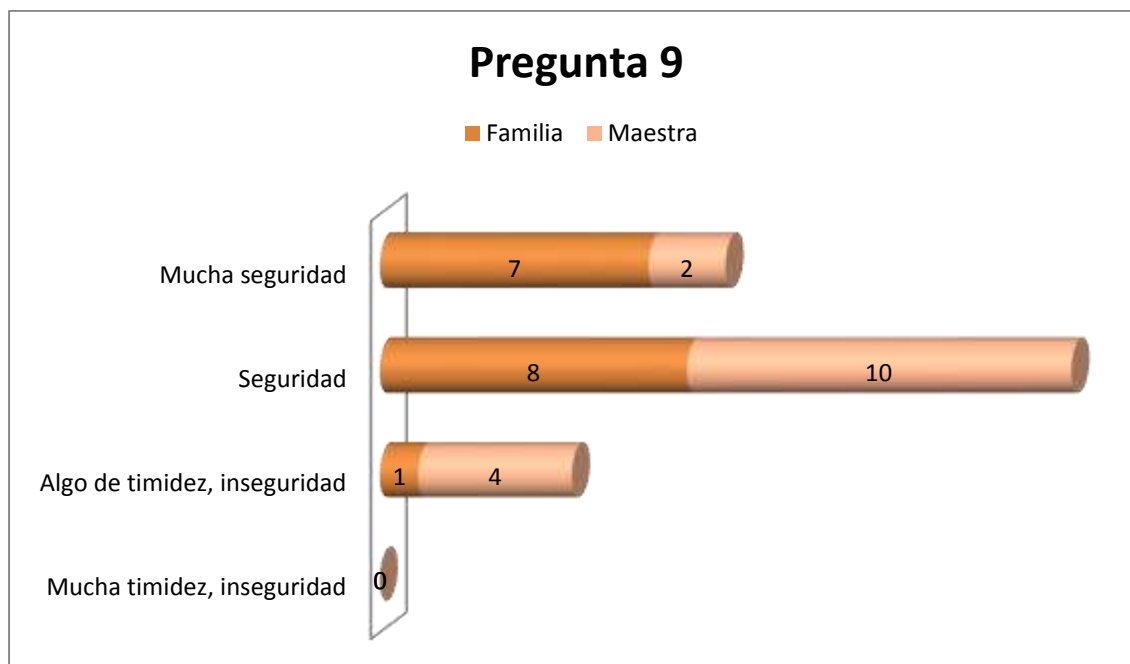 Pregunta 9
Familia Maestra
Mucha seguridad 7 2
Seguridad 8 10
Algo de timidez, inseguridad 1 4
Mucha timidez, inseguridad 0